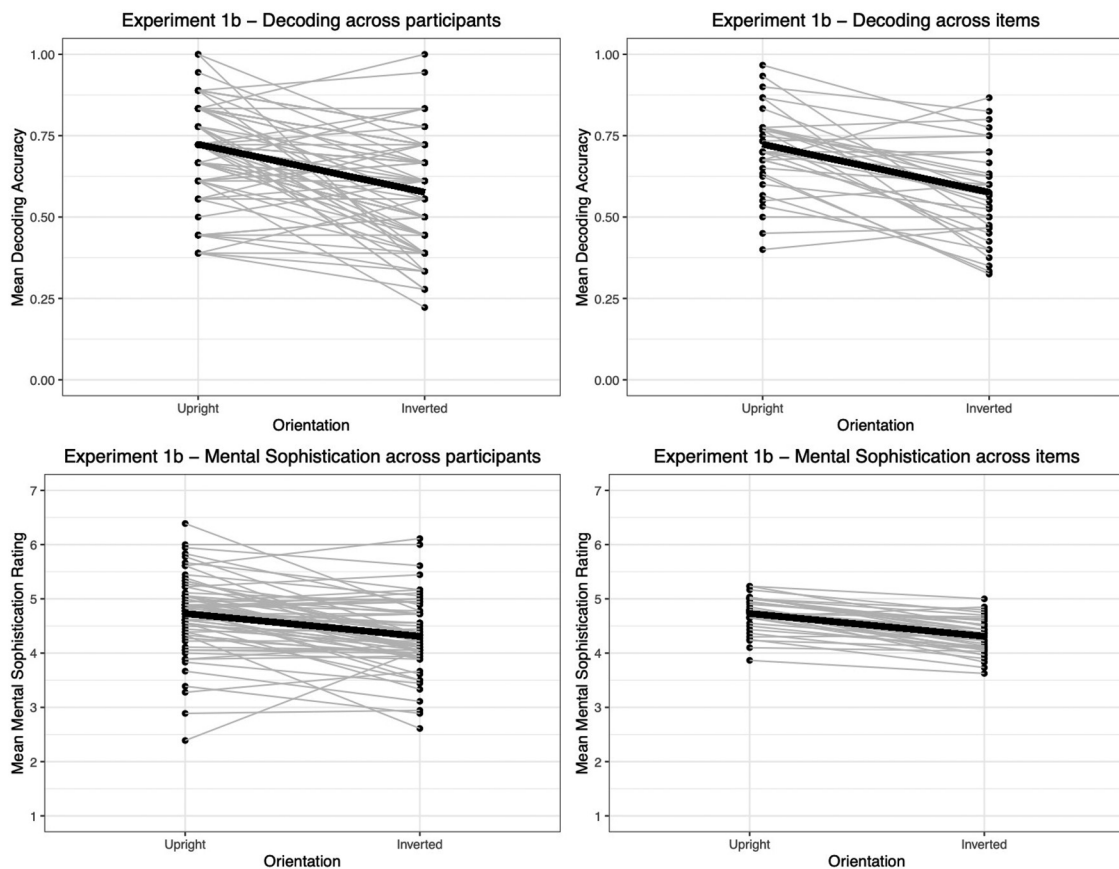 Experiment 1b – Decoding across participants
1.00
0.75
0.50
0.25
0.00
Mean Decoding Accuracy
Upright
Inverted
Orientation
Experiment 1b – Decoding across items
1.00
0.75
0.50
0.25
0.00
Mean Decoding Accuracy
Upright
Inverted
Orientation
Experiment 1b – Mental Sophistication across participants
7
6
5
4
3
2
1
Mean Mental Sophistication Rating
Upright
Inverted
Orientation
Experiment 1b – Mental Sophistication across items
7
6
5
4
3
2
1
Mean Mental Sophistication Rating
Upright
Inverted
Orientation